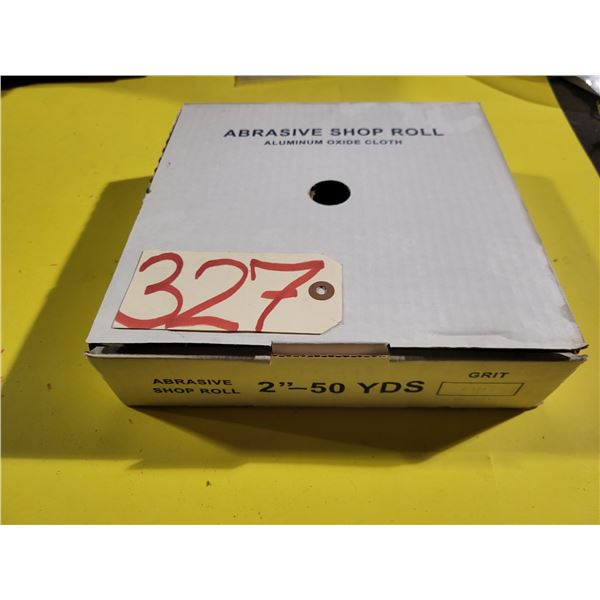 ABRASIVE SHOP ROLL
ALUMINUM OXIDE CLOTH
327
ABRASIVE
SHOP ROLL
2"–50 YDS
GRIT